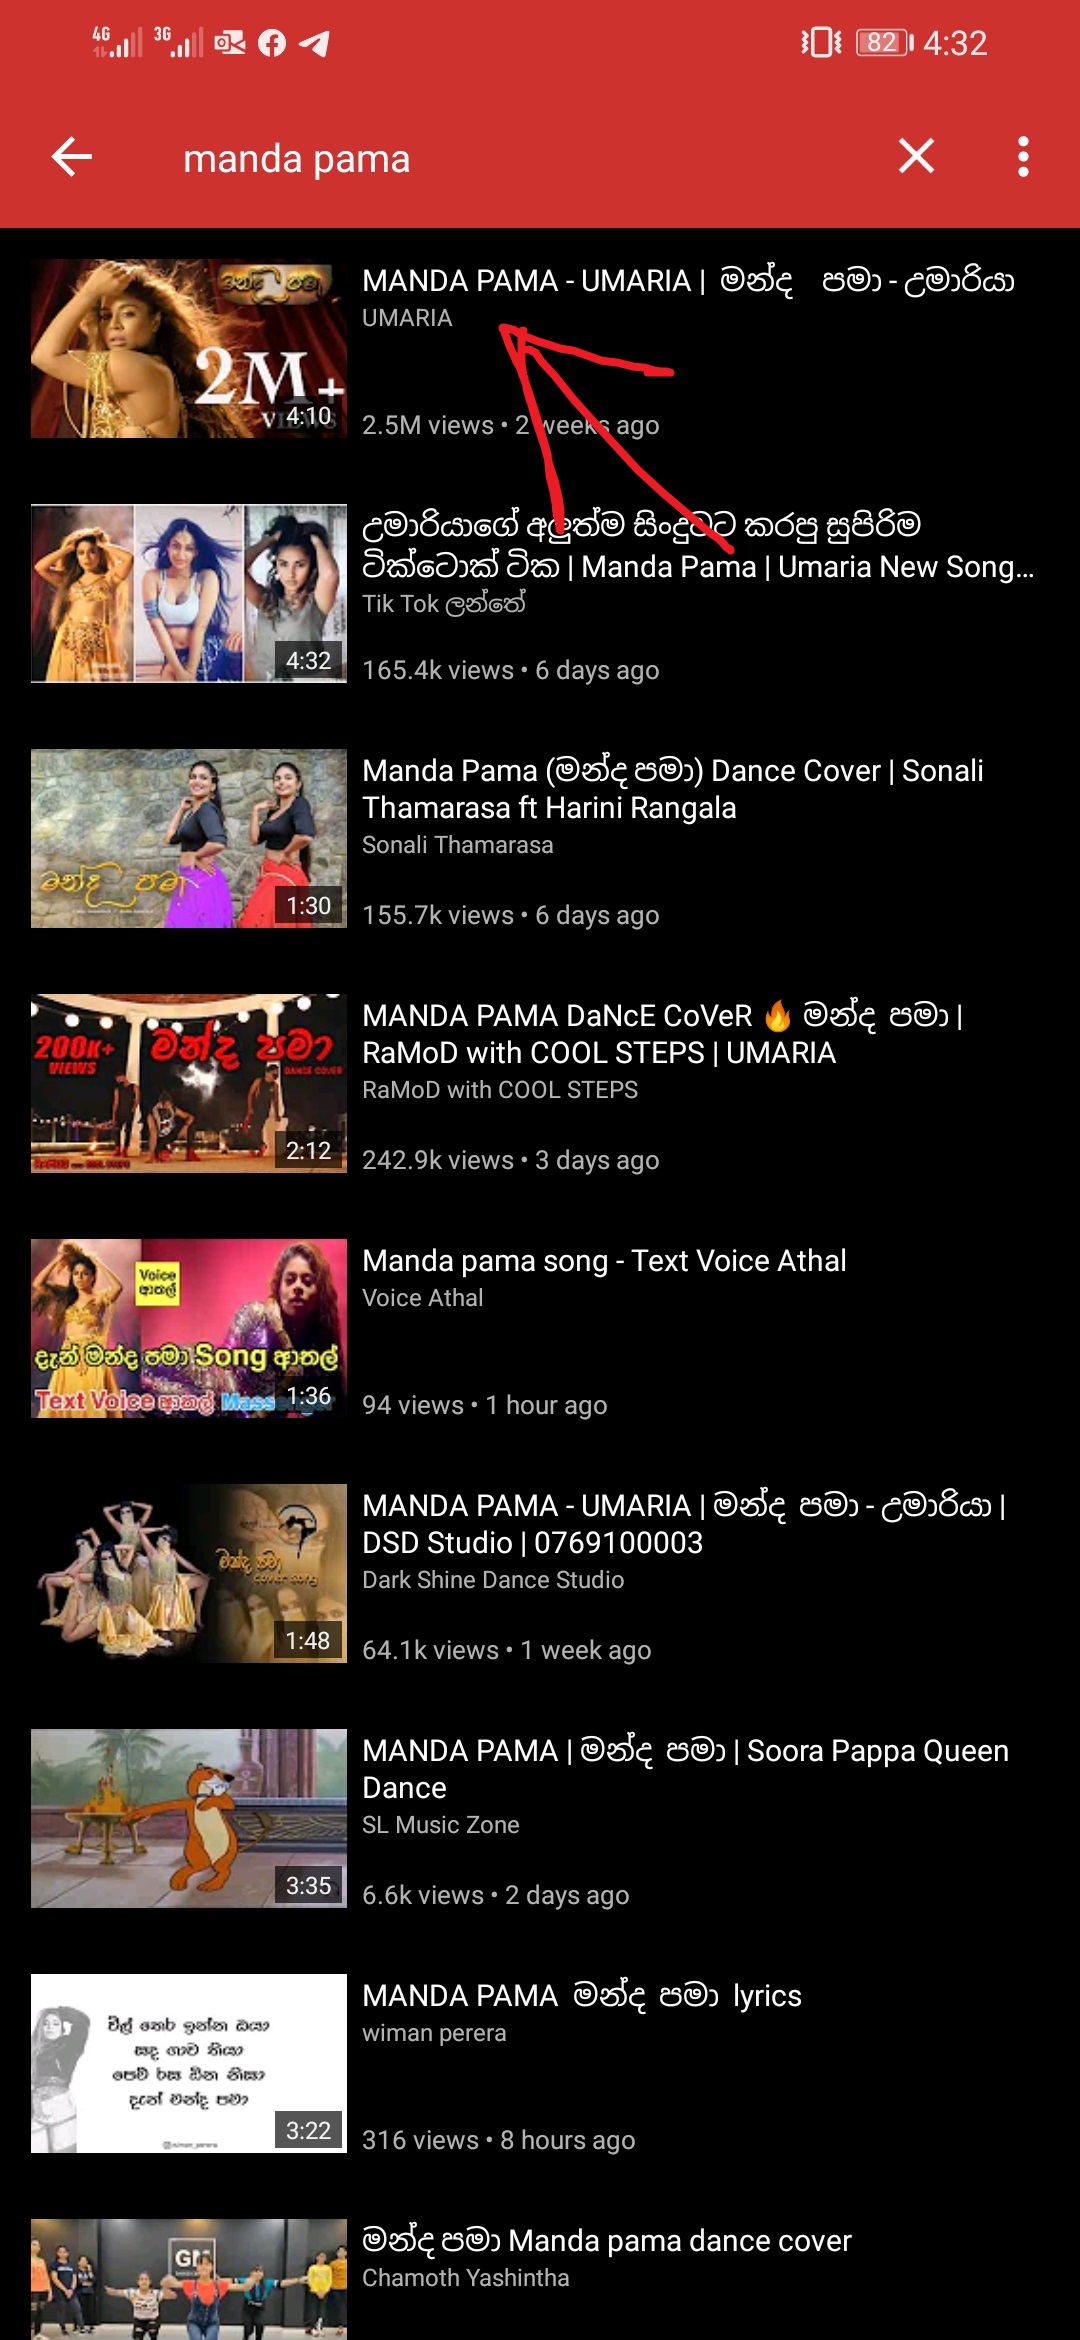 4G 3G 82 4:32
manda pama
මන්ද පමා
2M+
VIEWS
4:10
MANDA PAMA - UMARIA | මන්ද පමා - උමාරියා
UMARIA
2.5M views • 2 weeks ago
4:32
උමාරියාගේ අලුත්ම සිංදුවට කරපු සුපිරිම
ටික්ටොක් ටික | Manda Pama | Umaria New Song...
Tik Tok ලන්තේ
165.4k views • 6 days ago
මන්ද පමා
1:30
Manda Pama (මන්ද පමා) Dance Cover | Sonali
Thamarasa ft Harini Rangala
Sonali Thamarasa
155.7k views • 6 days ago
200K+
VIEWS
මන්ද පමා
DANCE COVER
2:12
MANDA PAMA DaNcE CoVeR 🔥 මන්ද පමා |
RaMoD with COOL STEPS | UMARIA
RaMoD with COOL STEPS
242.9k views • 3 days ago
Voice
ආතල්
දැන් මන්ද පමා Song ආතල්
Text Voice ආතල්
1:36
Manda pama song - Text Voice Athal
Voice Athal
94 views • 1 hour ago
මන්ද පමා
1:48
MANDA PAMA - UMARIA | මන්ද පමා - උමාරියා |
DSD Studio | 0769100003
Dark Shine Dance Studio
64.1k views • 1 week ago
3:35
MANDA PAMA | මන්ද පමා | Soora Pappa Queen
Dance
SL Music Zone
6.6k views • 2 days ago
විල් තෙර ඉන්න ඔයා
සඳ ගාව තියා
දැන් මන්ද පමා
3:22
MANDA PAMA මන්ද පමා lyrics
wiman perera
316 views • 8 hours ago
GM
මන්ද පමා Manda pama dance cover
Chamoth Yashintha